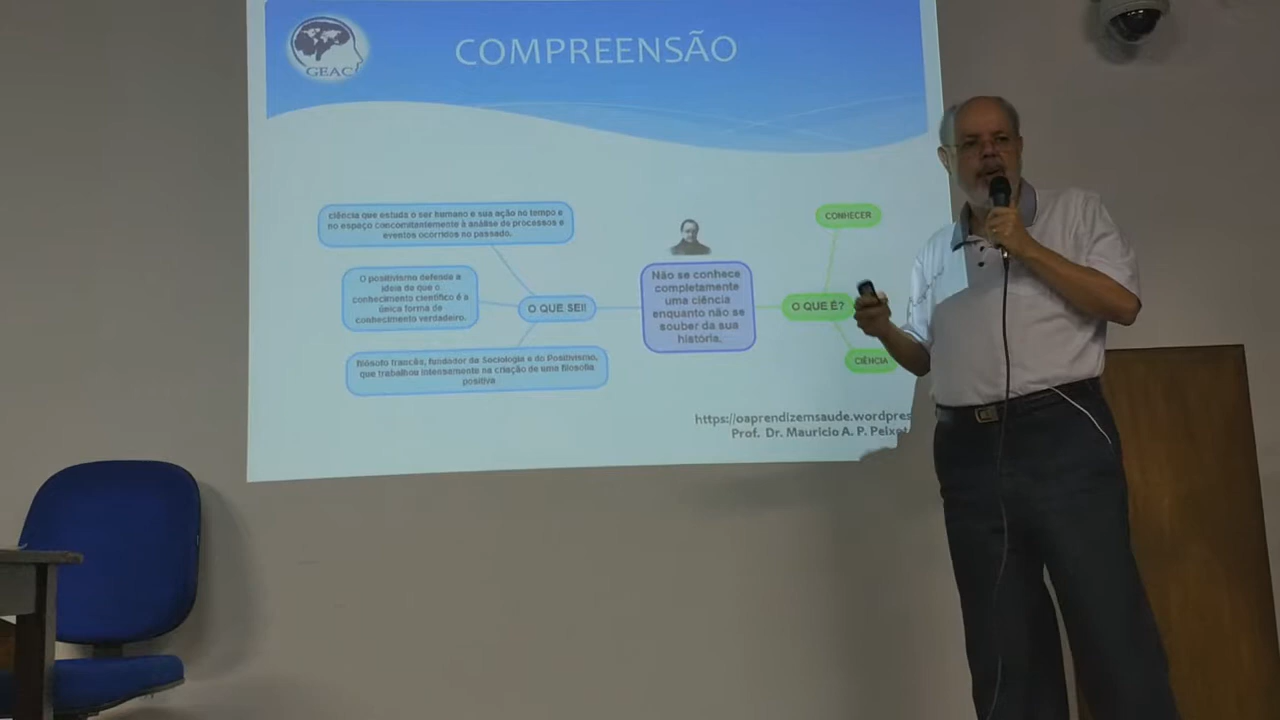 GEAC
COMPREENSÃO
ciência que estuda o ser humano e sua ação no tempo e
no espaço concomitantemente à análise de processos e
eventos ocorridos no passado.
O positivismo defende a
ideia de que o
conhecimento científico é a
única forma de
conhecimento verdadeiro.
filósofo francês, fundador da Sociologia e do Positivismo,
que trabalhou intensamente na criação de uma filosofia
positiva
O QUE SEI!
Não se conhece
completamente
uma ciência
enquanto não se
souber da sua
história.
O QUE É?
CONHECER
CIÊNCIA
https://oaprendizemsaude.wordpres
Prof. Dr. Mauricio A. P. Peixot